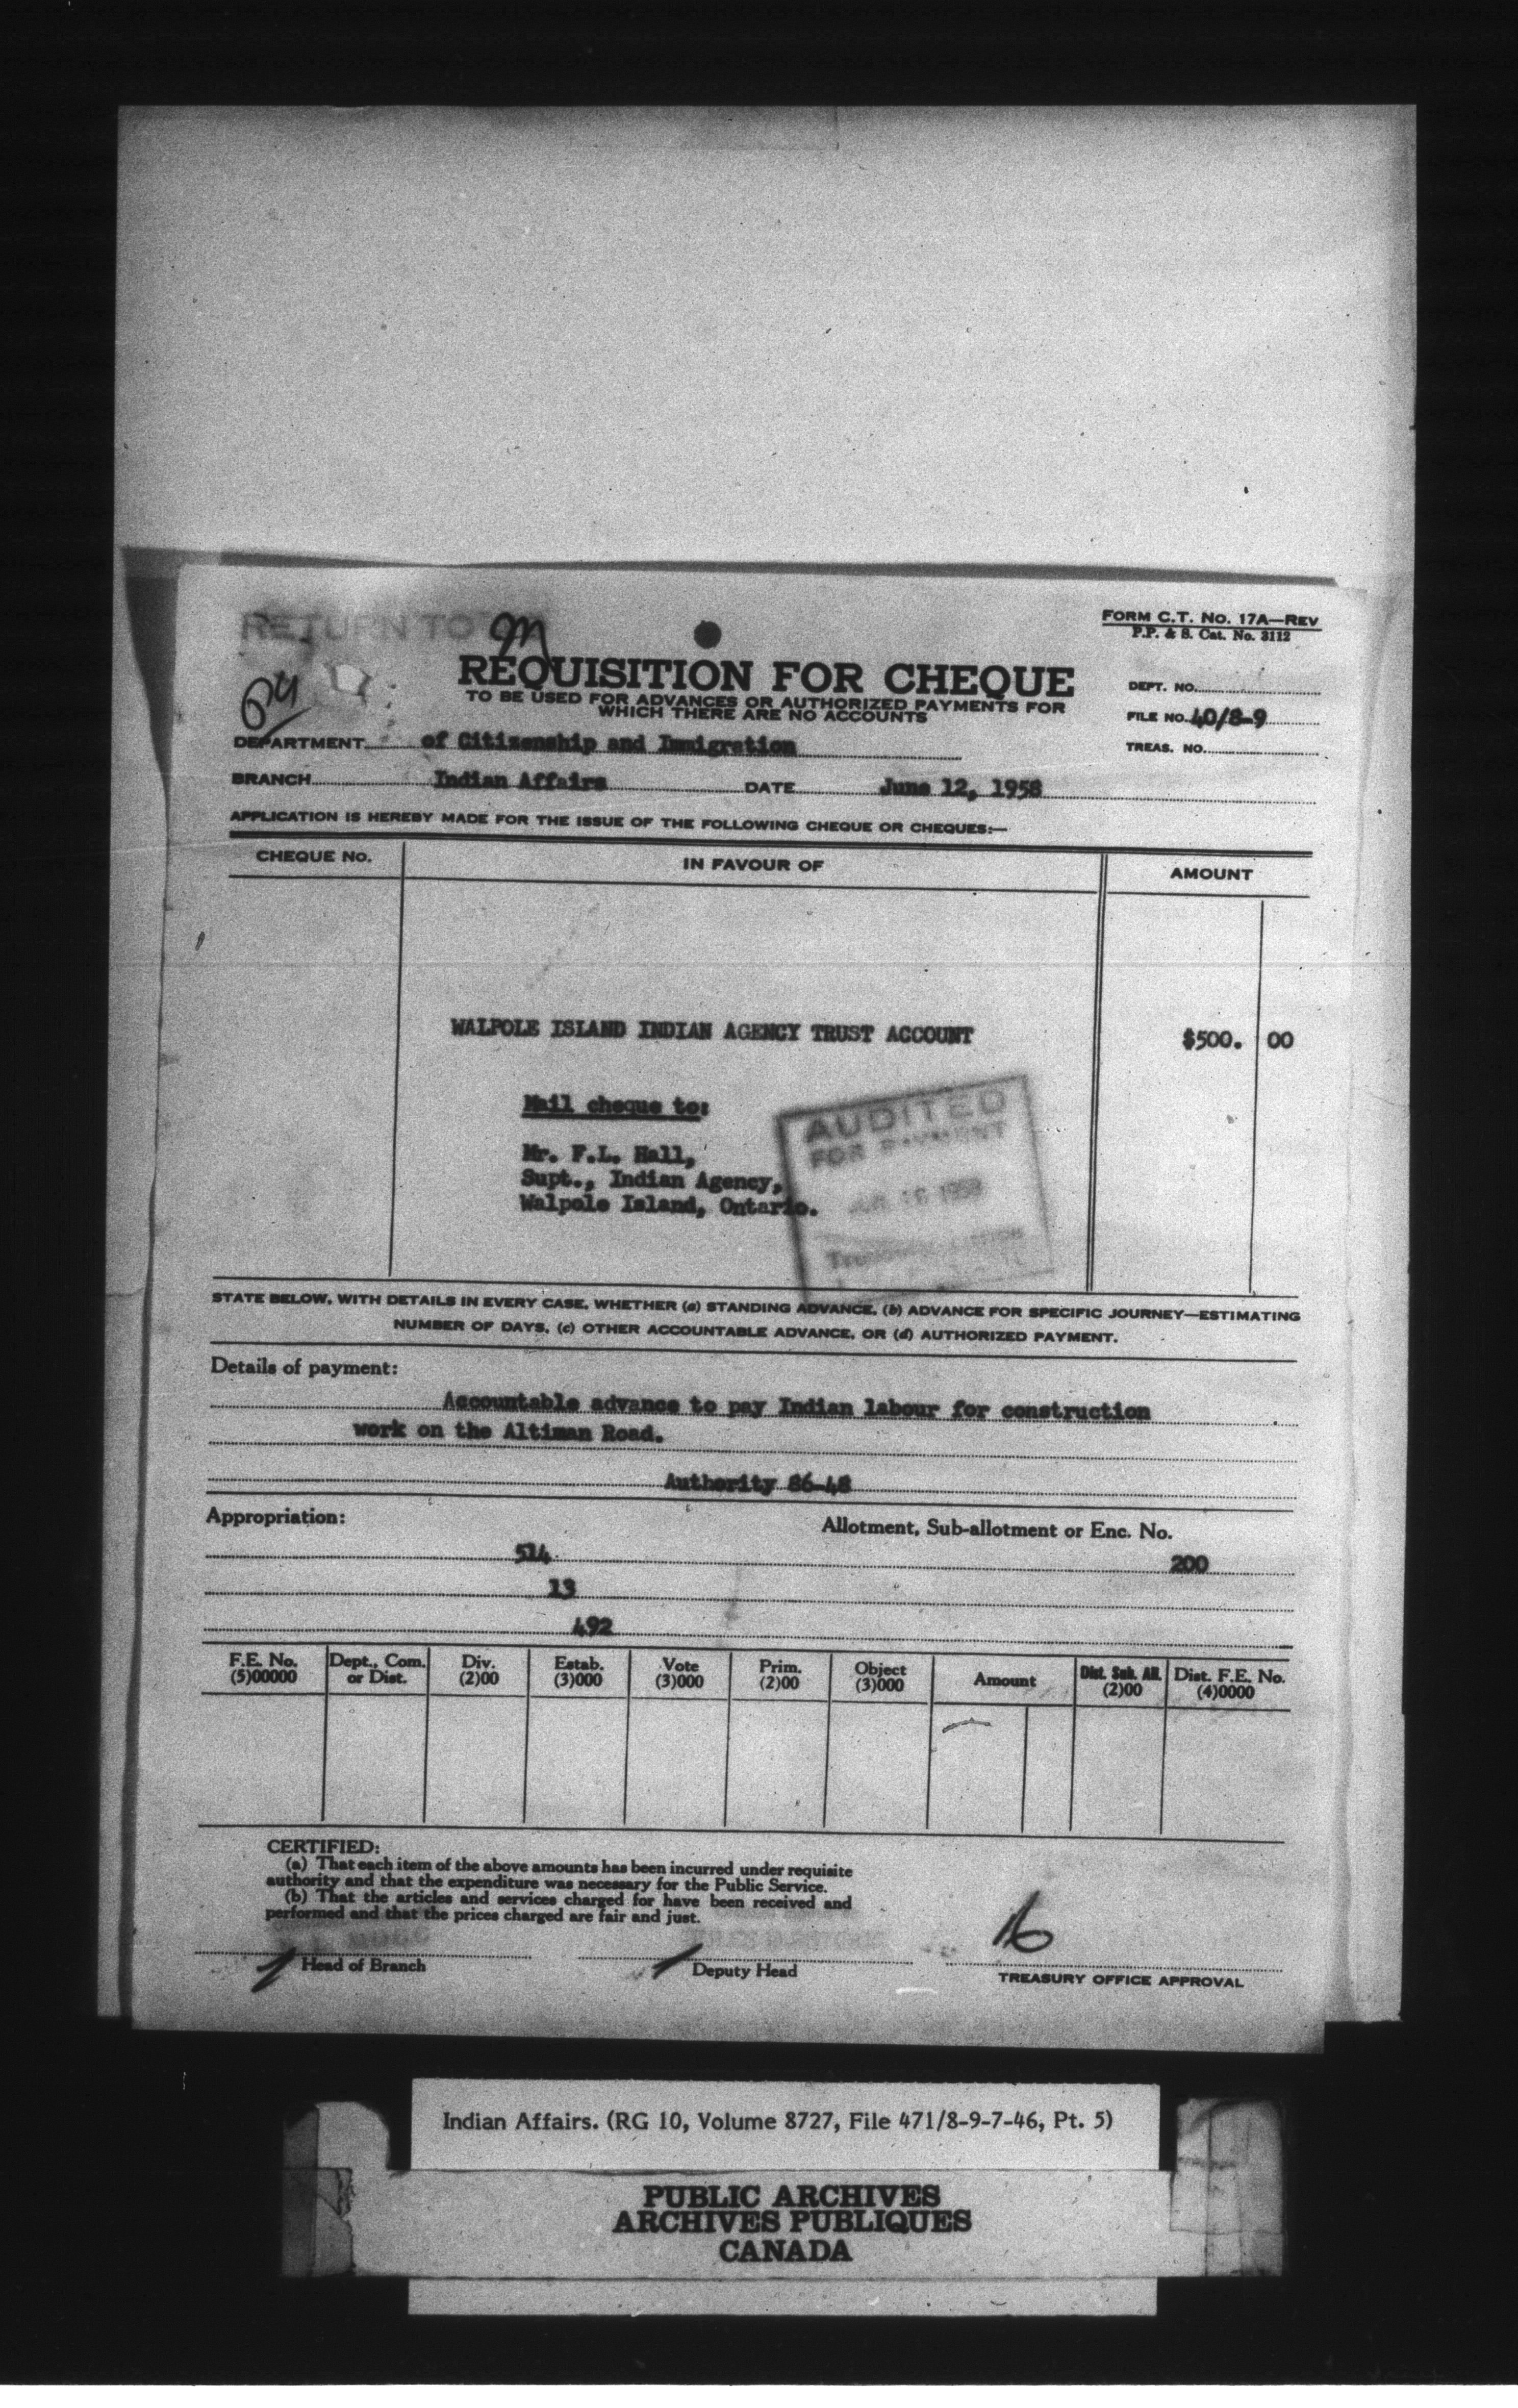 RETURN TO
FORM C.T. No. 17A—REV
P.P. & S. Cat. No. 3112
REQUISITION FOR CHEQUE
TO BE USED FOR ADVANCES OR AUTHORIZED PAYMENTS FOR
WHICH THERE ARE NO ACCOUNTS
DEPT. NO.
FILE NO. 40/8-9
TREAS. NO.
DEPARTMENT of Citizenship and Immigration
BRANCH Indian Affairs DATE June 12, 1958
APPLICATION IS HEREBY MADE FOR THE ISSUE OF THE FOLLOWING CHEQUE OR CHEQUES:—
CHEQUE No. IN FAVOUR OF AMOUNT
WALPOLE ISLAND INDIAN AGENCY TRUST ACCOUNT $500. 00
Mail cheque to:
Mr. F.L. Hall,
Supt., Indian Agency,
Walpole Island, Ontario.
AUDITED
FOR PAYMENT
16 1958
STATE BELOW, WITH DETAILS IN EVERY CASE, WHETHER (a) STANDING ADVANCE, (b) ADVANCE FOR SPECIFIC JOURNEY—ESTIMATING
NUMBER OF DAYS, (c) OTHER ACCOUNTABLE ADVANCE, OR (d) AUTHORIZED PAYMENT.
Details of payment:
Accountable advance to pay Indian labour for construction
work on the Altiman Road.
Authority 86-48
Appropriation: Allotment, Sub-allotment or Enc. No.
514 200
13
492
F.E. No. (5)00000 Dept., Com. or Dist. Div. (2)00 Estab. (3)000 Vote (3)000 Prim. (2)00 Object (3)000 Amount Dist. Sub. All. (2)00 Dist. F.E. No. (4)0000
CERTIFIED:
(a) That each item of the above amounts has been incurred under requisite
authority and that the expenditure was necessary for the Public Service.
(b) That the articles and services charged for have been received and
performed and that the prices charged are fair and just.
Head of Branch Deputy Head TREASURY OFFICE APPROVAL
Indian Affairs. (RG 10, Volume 8727, File 471/8-9-7-46, Pt. 5)
PUBLIC ARCHIVES
ARCHIVES PUBLIQUES
CANADA